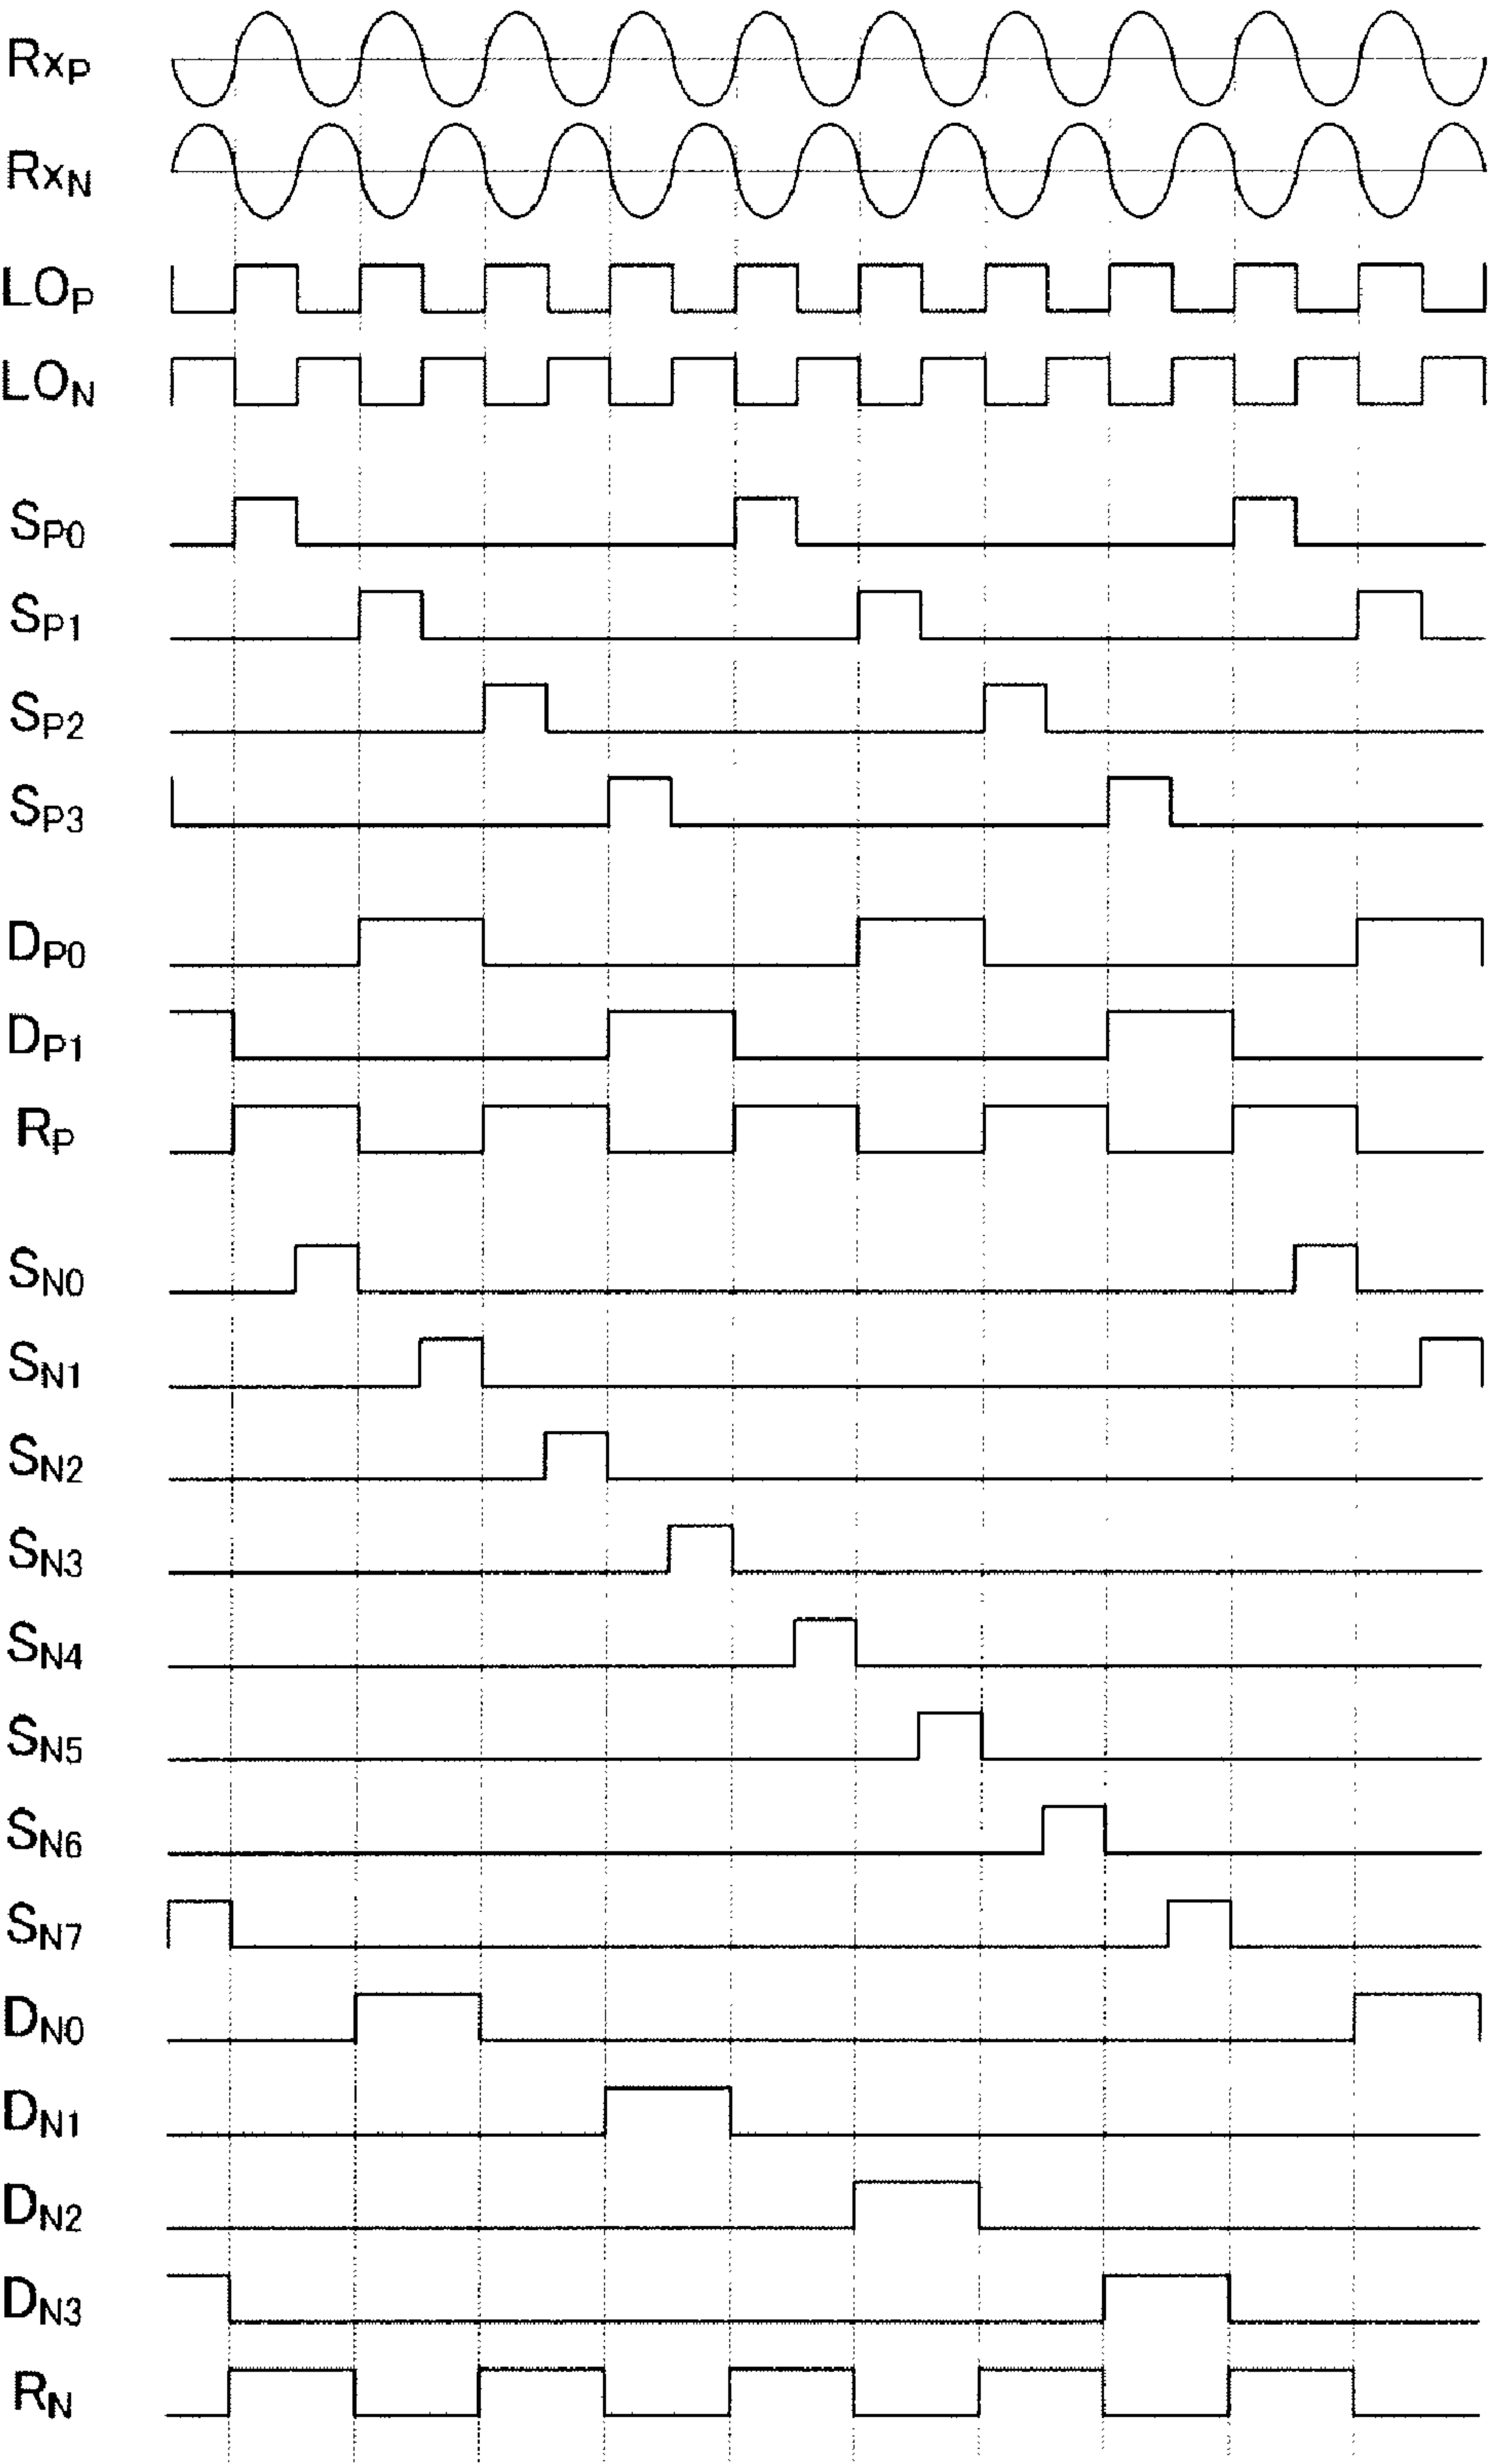 RxP
RxN
LOP
LON
SP0
SP1
SP2
SP3
DP0
DP1
RP
SN0
SN1
SN2
SN3
SN4
SN5
SN6
SN7
DN0
DN1
DN2
DN3
RN